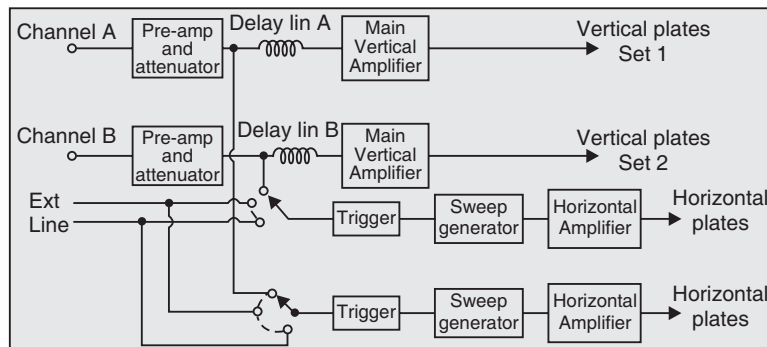 Channel A
Pre-amp
and
attenuator
Delay lin A
Main
Vertical
Amplifier
Vertical plates
Set 1
Channel B
Pre-amp
and
attenuator
Delay lin B
Main
Vertical
Amplifier
Vertical plates
Set 2
Ext
Line
Trigger
Sweep
generator
Horizontal
Amplifier
Horizontal
plates
Trigger
Sweep
generator
Horizontal
Amplifier
Horizontal
plates